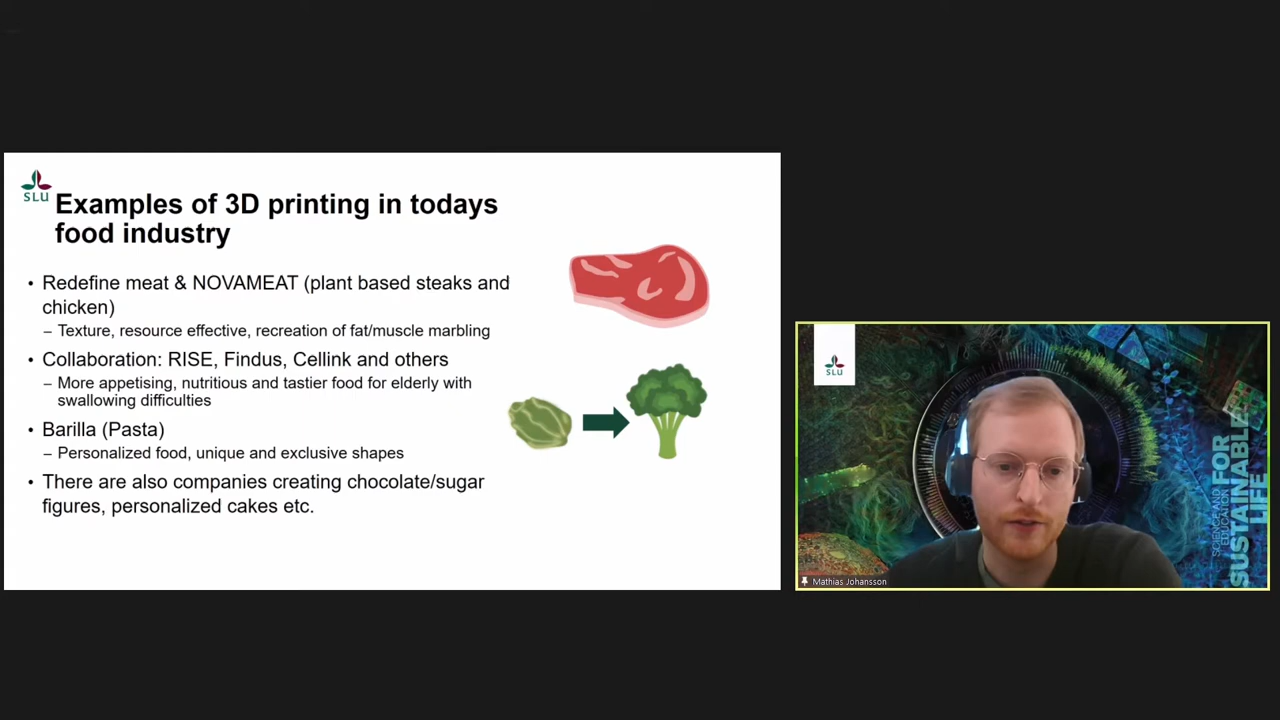 SLU
Examples of 3D printing in todays
food industry
• Redefine meat & NOVAMEAT (plant based steaks and
chicken)
– Texture, resource effective, recreation of fat/muscle marbling
• Collaboration: RISE, Findus, Cellink and others
– More appetising, nutritious and tastier food for elderly with
swallowing difficulties
• Barilla (Pasta)
– Personalized food, unique and exclusive shapes
• There are also companies creating chocolate/sugar
figures, personalized cakes etc.
SLU
SCIENCE AND
EDUCATION FOR
SUSTAINABLE
LIFE
Mathias Johansson